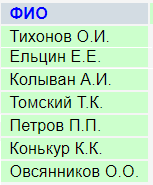 ФИО
Тихонов О.И.
Ельцин Е.Е.
Колыван А.И.
Томский Т.К.
Петров П.П.
Конькур К.К.
Овсянников О.О.